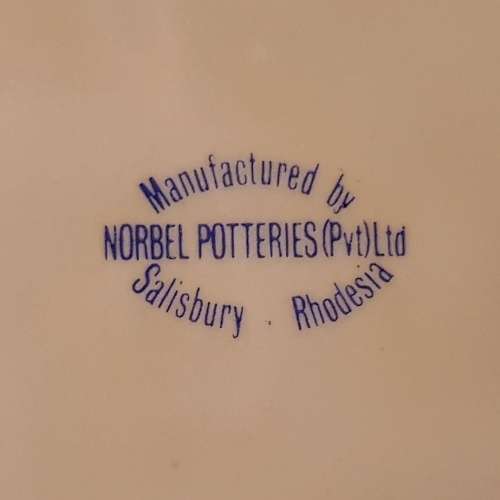 Manufactured by
NORBEL POTTERIES (Pvt) Ltd
Salisbury . Rhodesia